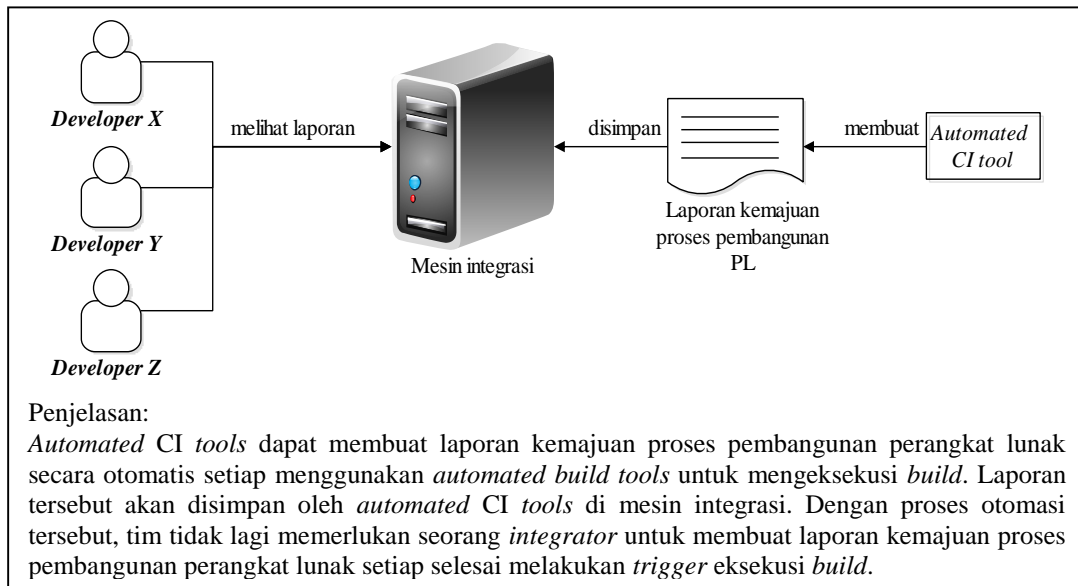 Developer X
melihat laporan
disimpan
membuat
Automated
CI tool
Developer Y
Mesin integrasi
Laporan kemajuan
proses pembangunan
PL
Developer Z
Penjelasan:
Automated CI tools dapat membuat laporan kemajuan proses pembangunan perangkat lunak
secara otomatis setiap menggunakan automated build tools untuk mengeksekusi build. Laporan
tersebut akan disimpan oleh automated CI tools di mesin integrasi. Dengan proses otomasi
tersebut, tim tidak lagi memerlukan seorang integrator untuk membuat laporan kemajuan proses
pembangunan perangkat lunak setiap selesai melakukan trigger eksekusi build.